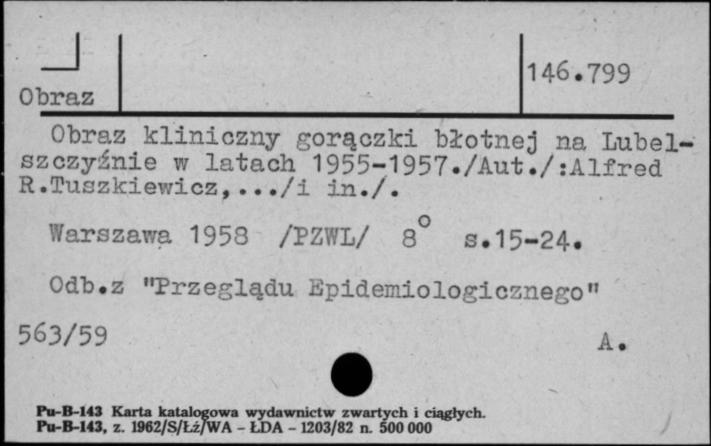 146.799
Obraz
Obraz kliniczny gorączki błotnej na Lubel-
szczyźnie w latach 1955-1957./Aut./:Alfred
R.Tuszkiewicz,.../i in./.
Warszawa 1958 /PZWL/ 8° s.15-24.
Odb.z "Przeglądu Epidemiologicznego"
563/59 A.
Pu-B-143 Karta katalogowa wydawnictw zwartych i ciągłych.
Pu-B-143, z. 1962/S/Łź/WA - ŁDA - 1203/82 n. 500 000